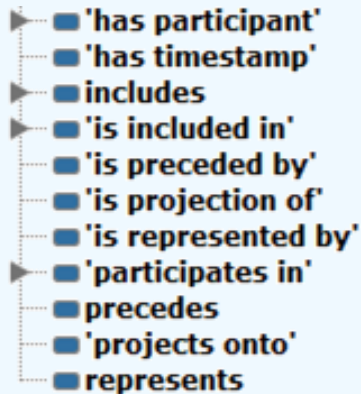 'has participant'
'has timestamp'
includes
'is included in'
'is preceded by'
'is projection of'
'is represented by'
'participates in'
precedes
'projects onto'
represents